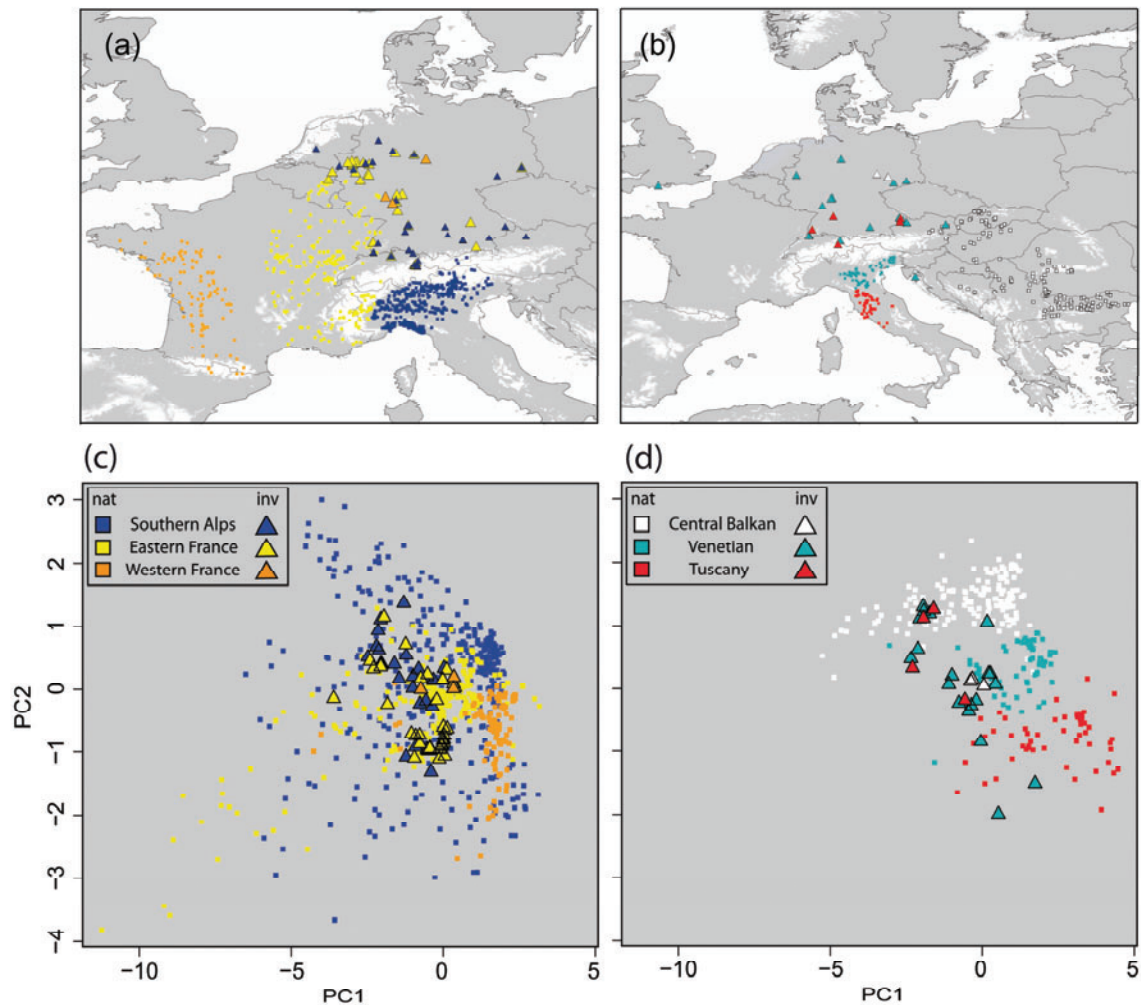 (a)
(b)
(c)
(d)
nat inv
Southern Alps
Eastern France
Western France
nat inv
Central Balkan
Venetian
Tuscany
3
2
1
0
-1
-2
-3
-4
PC2
-10 -5 0 5
PC1
-10 -5 0 5
PC1